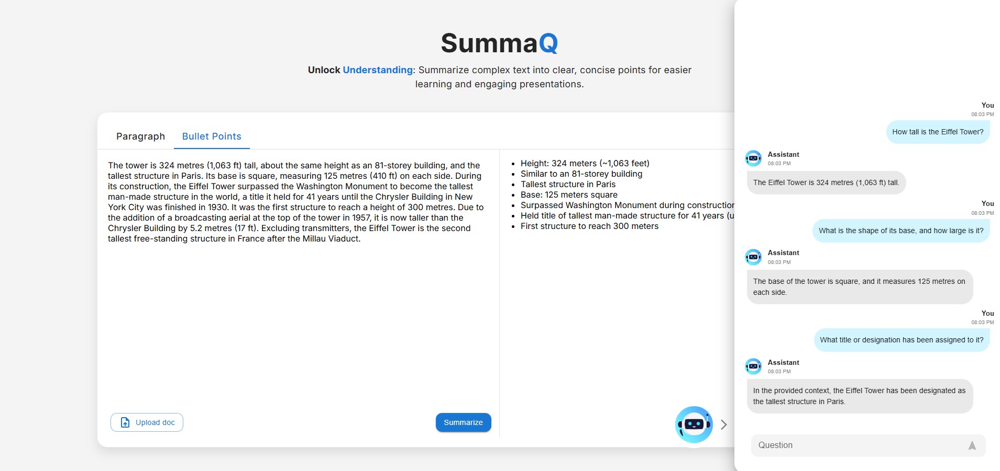 SummaQ
Unlock Understanding: Summarize complex text into clear, concise points for easier
learning and engaging presentations.
Paragraph
Bullet Points
The tower is 324 metres (1,063 ft) tall, about the same height as an 81-storey building, and the
tallest structure in Paris. Its base is square, measuring 125 metres (410 ft) on each side. During
its construction, the Eiffel Tower surpassed the Washington Monument to become the tallest
man-made structure in the world, a title it held for 41 years until the Chrysler Building in New
York City was finished in 1930. It was the first structure to reach a height of 300 metres. Due to
the addition of a broadcasting aerial at the top of the tower in 1957, it is now taller than the
Chrysler Building by 5.2 metres (17 ft). Excluding transmitters, the Eiffel Tower is the second
tallest free-standing structure in France after the Millau Viaduct.
Upload doc
Summarize
• Height: 324 meters (~1,063 feet)
• Similar to an 81-storey building
• Tallest structure in Paris
• Base: 125 meters square
• Surpassed Washington Monument during construction
• Held title of tallest man-made structure for 41 years (u
• First structure to reach 300 meters
You
08:03 PM
How tall is the Eiffel Tower?
Assistant
08:03 PM
The Eiffel Tower is 324 metres (1,063 ft) tall.
You
08:03 PM
What is the shape of its base, and how large is it?
Assistant
08:03 PM
The base of the tower is square, and it measures 125 metres on
each side.
You
08:03 PM
What title or designation has been assigned to it?
Assistant
08:03 PM
In the provided context, the Eiffel Tower has been designated as
the tallest structure in Paris.
Question